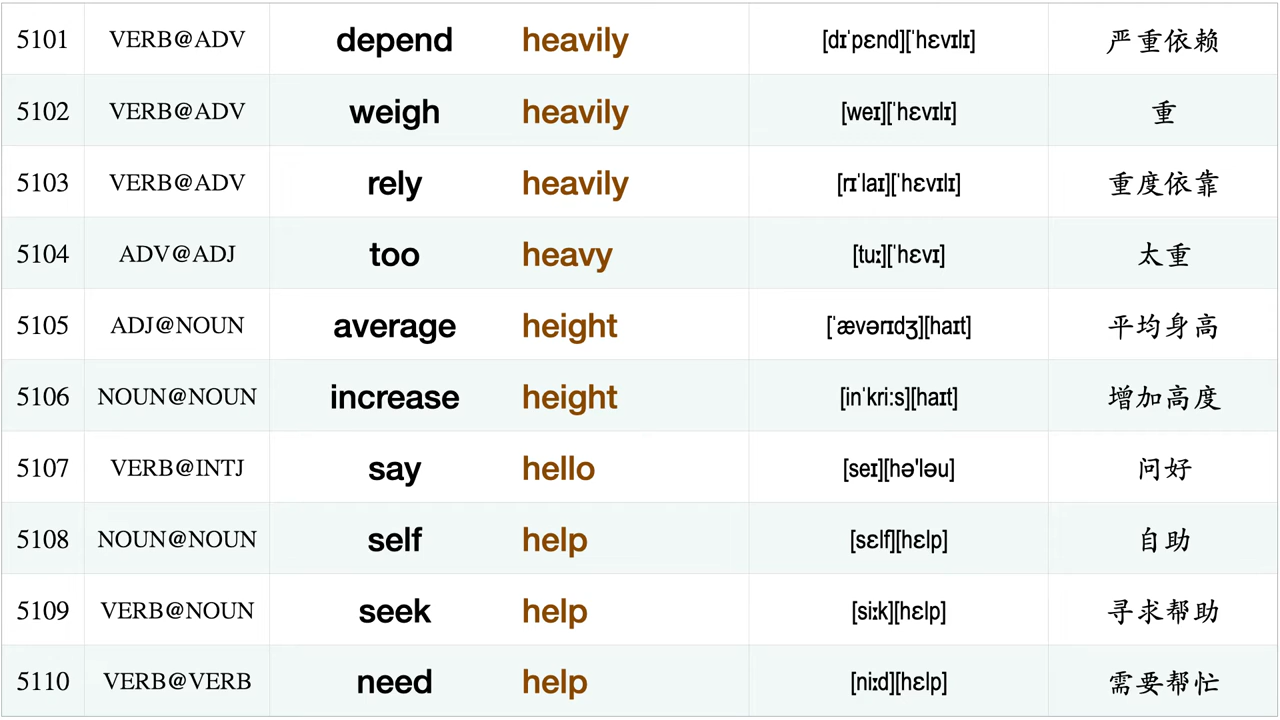 5101 VERB@ADV depend heavily [dɪˈpɛnd][ˈhɛvɪlɪ] 严重依赖
5102 VERB@ADV weigh heavily [weɪ][ˈhɛvɪlɪ] 重
5103 VERB@ADV rely heavily [rɪˈlaɪ][ˈhɛvɪlɪ] 重度依靠
5104 ADV@ADJ too heavy [tuː][ˈhɛvɪ] 太重
5105 ADJ@NOUN average height [ˈævərɪdʒ][haɪt] 平均身高
5106 NOUN@NOUN increase height [inˈkri:s][haɪt] 增加高度
5107 VERB@INTJ say hello [seɪ][hə'ləu] 问好
5108 NOUN@NOUN self help [sɛlf][hɛlp] 自助
5109 VERB@NOUN seek help [siːk][hɛlp] 寻求帮助
5110 VERB@VERB need help [niːd][hɛlp] 需要帮忙